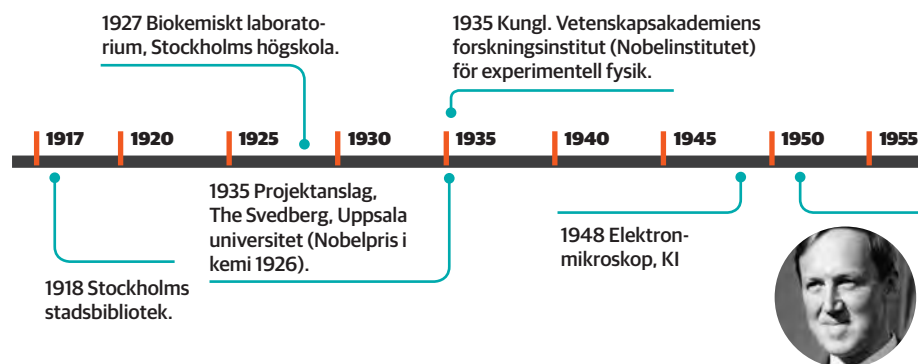 1927 Biokemiskt laborato-
rium, Stockholms högskola.
1935 Kungl. Vetenskapsakademiens
forskningsinstitut (Nobelinstitutet)
för experimentell fysik.
1917 1920 1925 1930 1935 1940 1945 1950 1955
1918 Stockholms
stadsbibliotek.
1935 Projektanslag,
The Svedberg, Uppsala
universitet (Nobelpris i
kemi 1926).
1948 Elektron-
mikroskop, KI